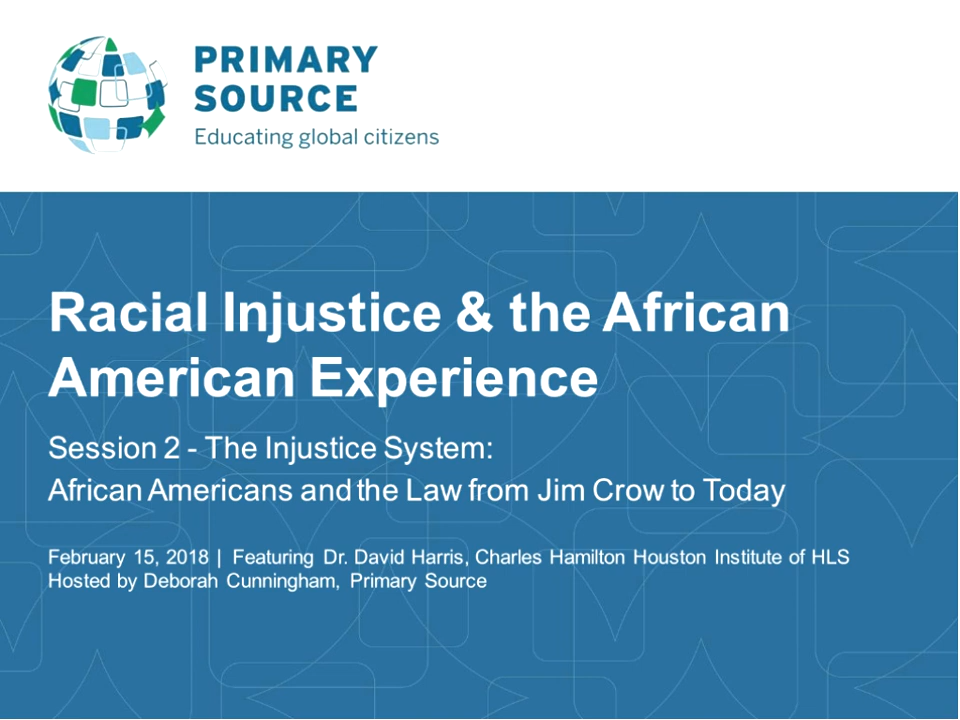 PRIMARY
SOURCE
Educating global citizens
Racial Injustice & the African
American Experience
Session 2 - The Injustice System:
African Americans and the Law from Jim Crow to Today
February 15, 2018 | Featuring Dr. David Harris, Charles Hamilton Houston Institute of HLS
Hosted by Deborah Cunningham, Primary Source